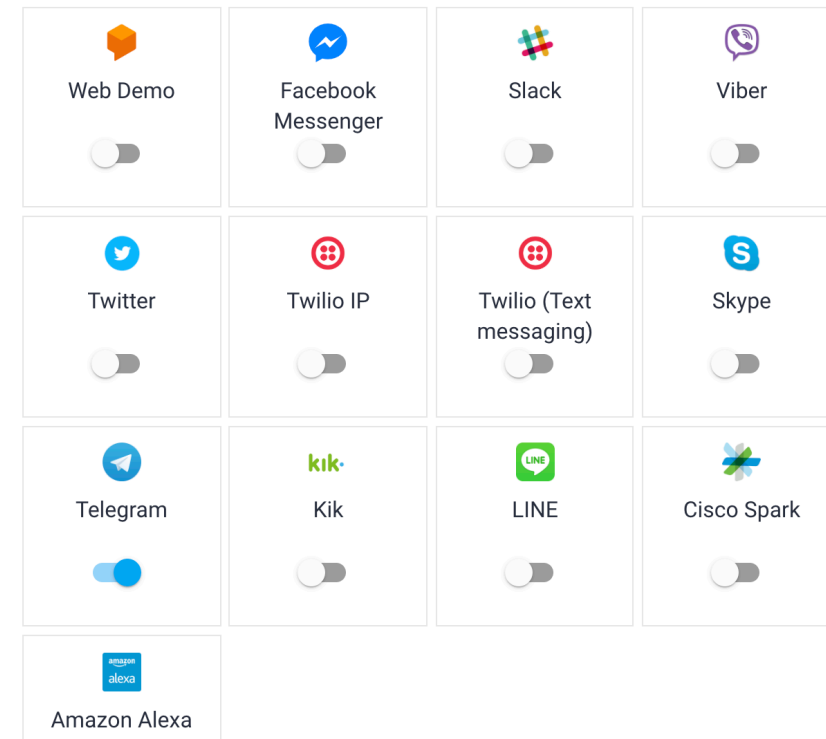 Web Demo
Facebook
Messenger
Slack
Viber
Twitter
Twilio IP
Twilio (Text
messaging)
S
Skype
Telegram
kik
Kik
LINE
LINE
Cisco Spark
amazon
alexa
Amazon Alexa